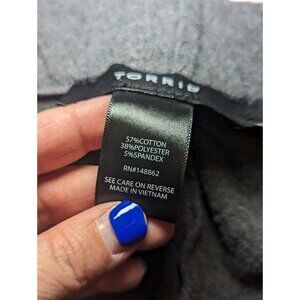 TORRID
57%COTTON
38%POLYESTER
5%SPANDEX
RN#148862
SEE CARE ON REVERSE
MADE IN VIETNAM